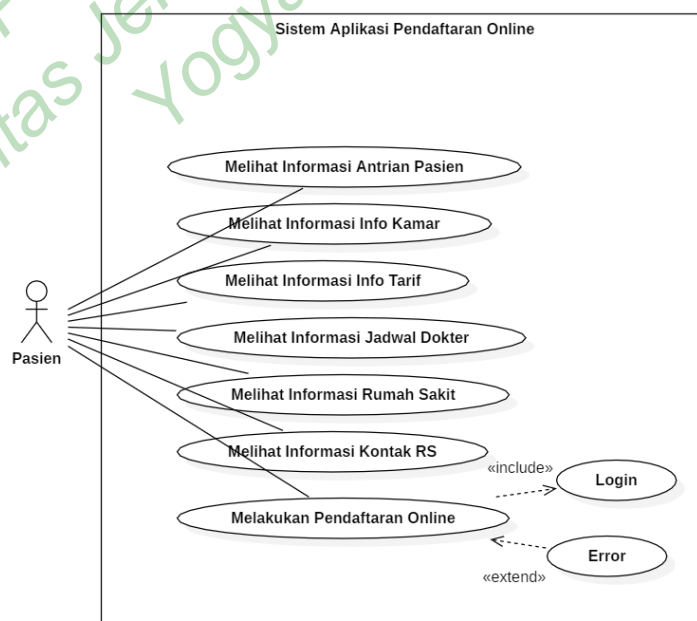 Sistem Aplikasi Pendaftaran Online
Yogya
Melihat Informasi Antrian Pasien
Melihat Informasi Info Kamar
Melihat Informasi Info Tarif
Melihat Informasi Jadwal Dokter
Pasien
Melihat Informasi Rumah Sakit
Melihat Informasi Kontak RS
«include»
Login
Melakukan Pendaftaran Online
Error
«extend»